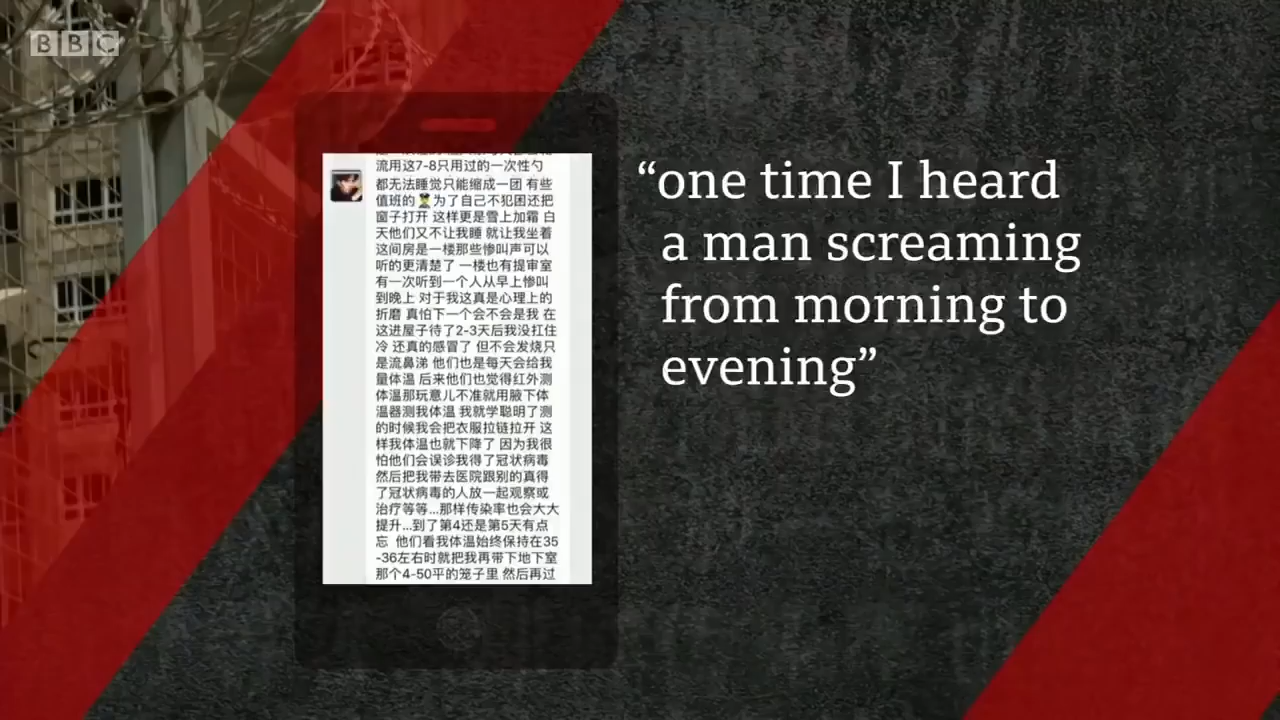 BBC
流用这7-8只用过的一次性勺
都无法睡觉只能缩成一团 有些
值班的 为了自己不犯困还把
窗子打开 这样更是雪上加霜 白
天他们又不让我睡 就让我坐着
这间房是一楼那些惨叫声可以
听的更清楚了 一楼也有提审室
有一次听到一个人从早上惨叫
到晚上 对于我这真是心理上的
折磨 真怕下一个会不会是我 在
这进屋子待了2-3天后我没扛住
冷 还真的感冒了 但不会发烧只
是流鼻涕 他们也是每天会给我
量体温 后来他们也觉得红外测
体温那玩意儿不准就用腋下体
温器测我体温 我就学聪明了测
的时候我会把衣服拉链拉开 这
样我体温也就下降了 因为我很
怕他们会误诊我得了冠状病毒
然后把我带去医院跟别的真得
了冠状病毒的人放一起观察或
治疗等等...那样传染率也会大大
提升...到了第4还是第5天有点
忘 他们看我体温始终保持在35
-36左右时就把我再带下地下室
那个4-50平的笼子里 然后再过
“one time I heard
a man screaming
from morning to
evening”